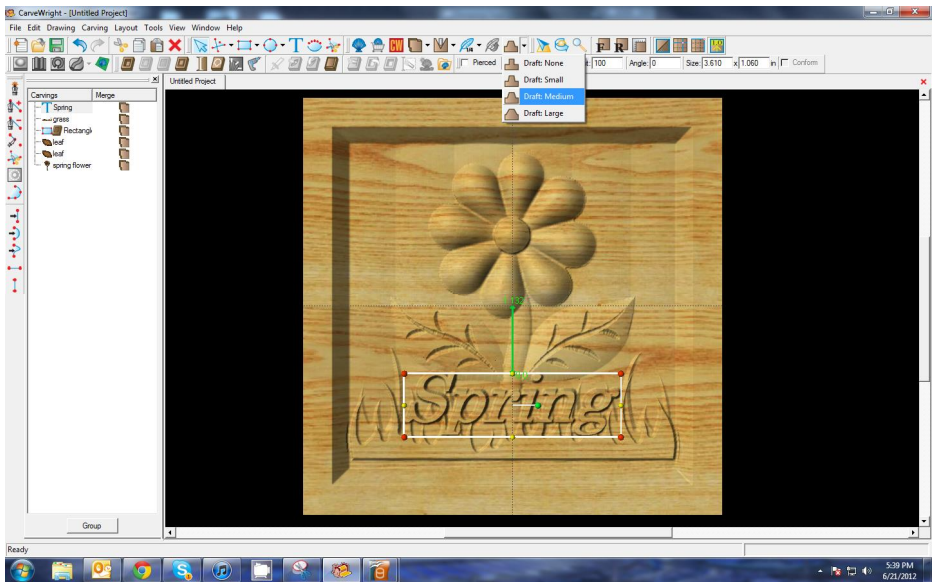 CarveWright - [Untitled Project]
File Edit Drawing Carving Layout Tools View Window Help
Pierced
100 Angle: 0 Size: 3.610 x 1.060 in Conform
Draft: None
Draft: Small
Draft: Medium
Draft: Large
Untitled Project
Carvings Merge
Spring
grass
Rectangl
leaf
leaf
spring flower
Spring
Group
Ready
5:39 PM
6/21/2012